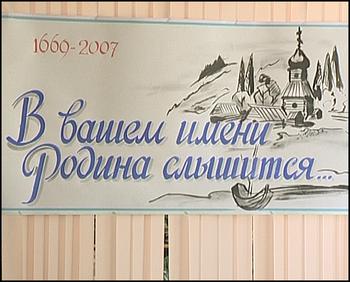 1669-2007
В вашем имени
Родина слышится...